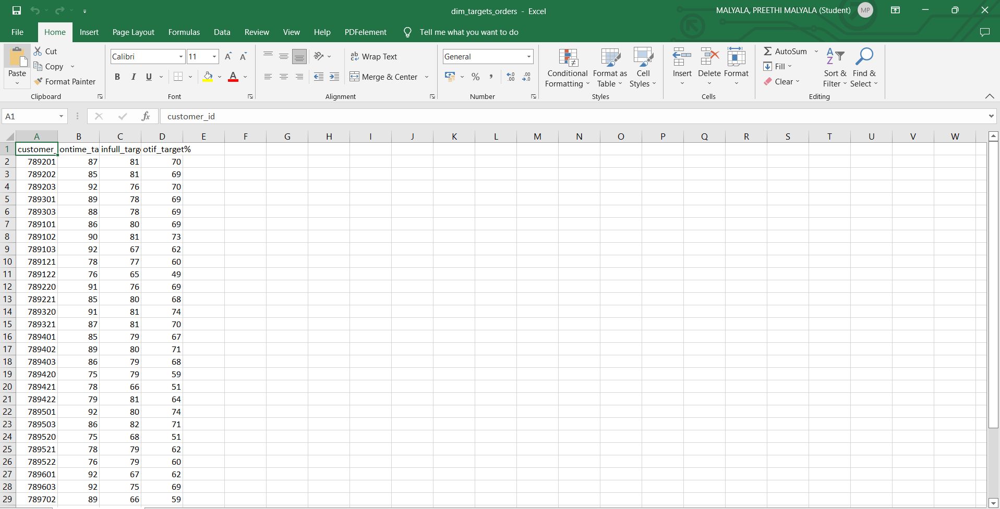 dim_targets_orders - Excel
MALYALA, PREETHI MALYALA (Student) MP
File Home Insert Page Layout Formulas Data Review View Help PDFelement Tell me what you want to do
Paste
Cut
Copy
Format Painter
Clipboard
Calibri 11 A A
B I U A
Font
ab Wrap Text
Merge & Center
Alignment
General
% , .00 .00
Number
Conditional Formatting
Format as Table
Cell Styles
Styles
Insert Delete Format
Cells
AutoSum
Fill
Clear
Sort & Filter
Find & Select
Editing
A1 fx customer_id
A B C D E F G H I J K L M N O P Q R S T U V W
1 customer_ ontime_ta infull_targ otif_target%
2 789201 87 81 70
3 789202 85 81 69
4 789203 92 76 70
5 789301 89 78 69
6 789303 88 78 69
7 789101 86 80 69
8 789102 90 81 73
9 789103 92 67 62
10 789121 78 77 60
11 789122 76 65 49
12 789220 91 76 69
13 789221 85 80 68
14 789320 91 81 74
15 789321 87 81 70
16 789401 85 79 67
17 789402 89 80 71
18 789403 86 79 68
19 789420 75 79 59
20 789421 78 66 51
21 789422 79 81 64
22 789501 92 80 74
23 789503 86 82 71
24 789520 75 68 51
25 789521 78 79 62
26 789522 76 79 60
27 789601 92 67 62
28 789603 92 75 69
29 789702 89 66 59